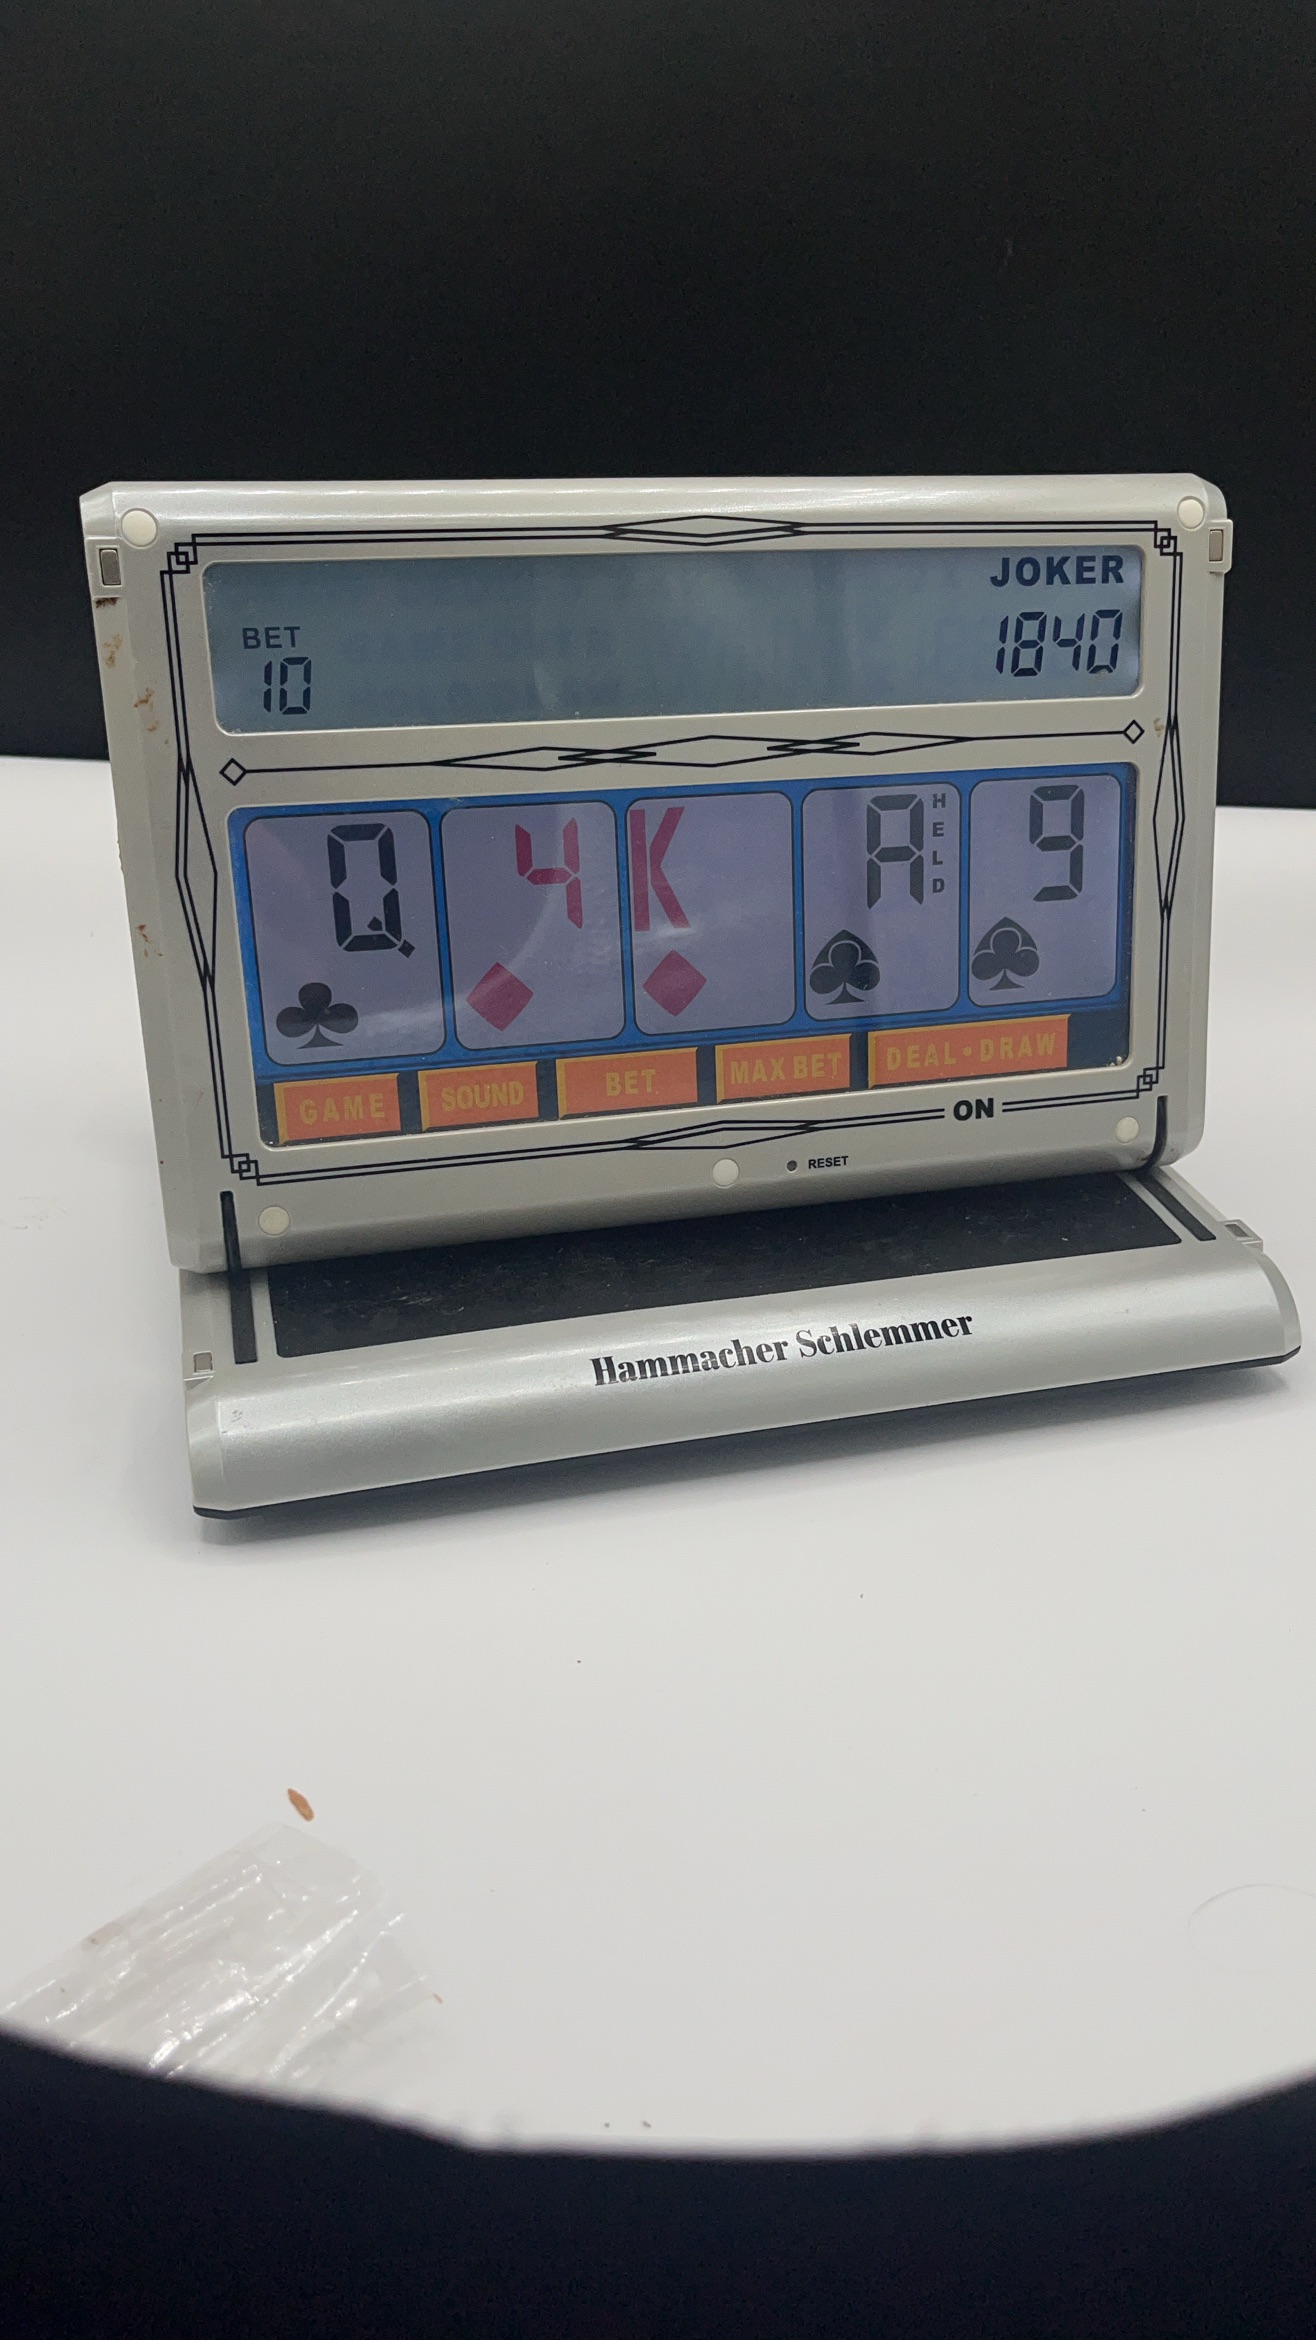 JOKER
BET
10
1840
Q 4 K A HELD 9
GAME SOUND BET MAX BET DEAL • DRAW
ON
RESET
Hammacher Schlemmer